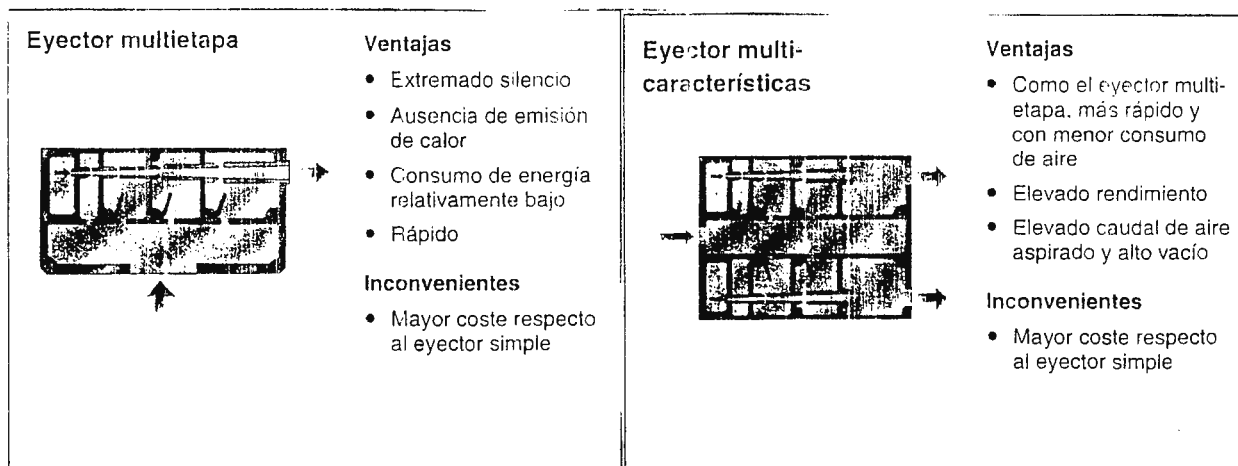 Eyector multietapa
Ventajas
• Extremado silencio
• Ausencia de emisión
de calor
• Consumo de energía
relativamente bajo
• Rápido
Inconvenientes
• Mayor coste respecto
al eyector simple
Eyector multi-
características
Ventajas
• Como el eyector multi-
etapa, más rápido y
con menor consumo
de aire
• Elevado rendimiento
• Elevado caudal de aire
aspirado y alto vacío
Inconvenientes
• Mayor coste respecto
al eyector simple